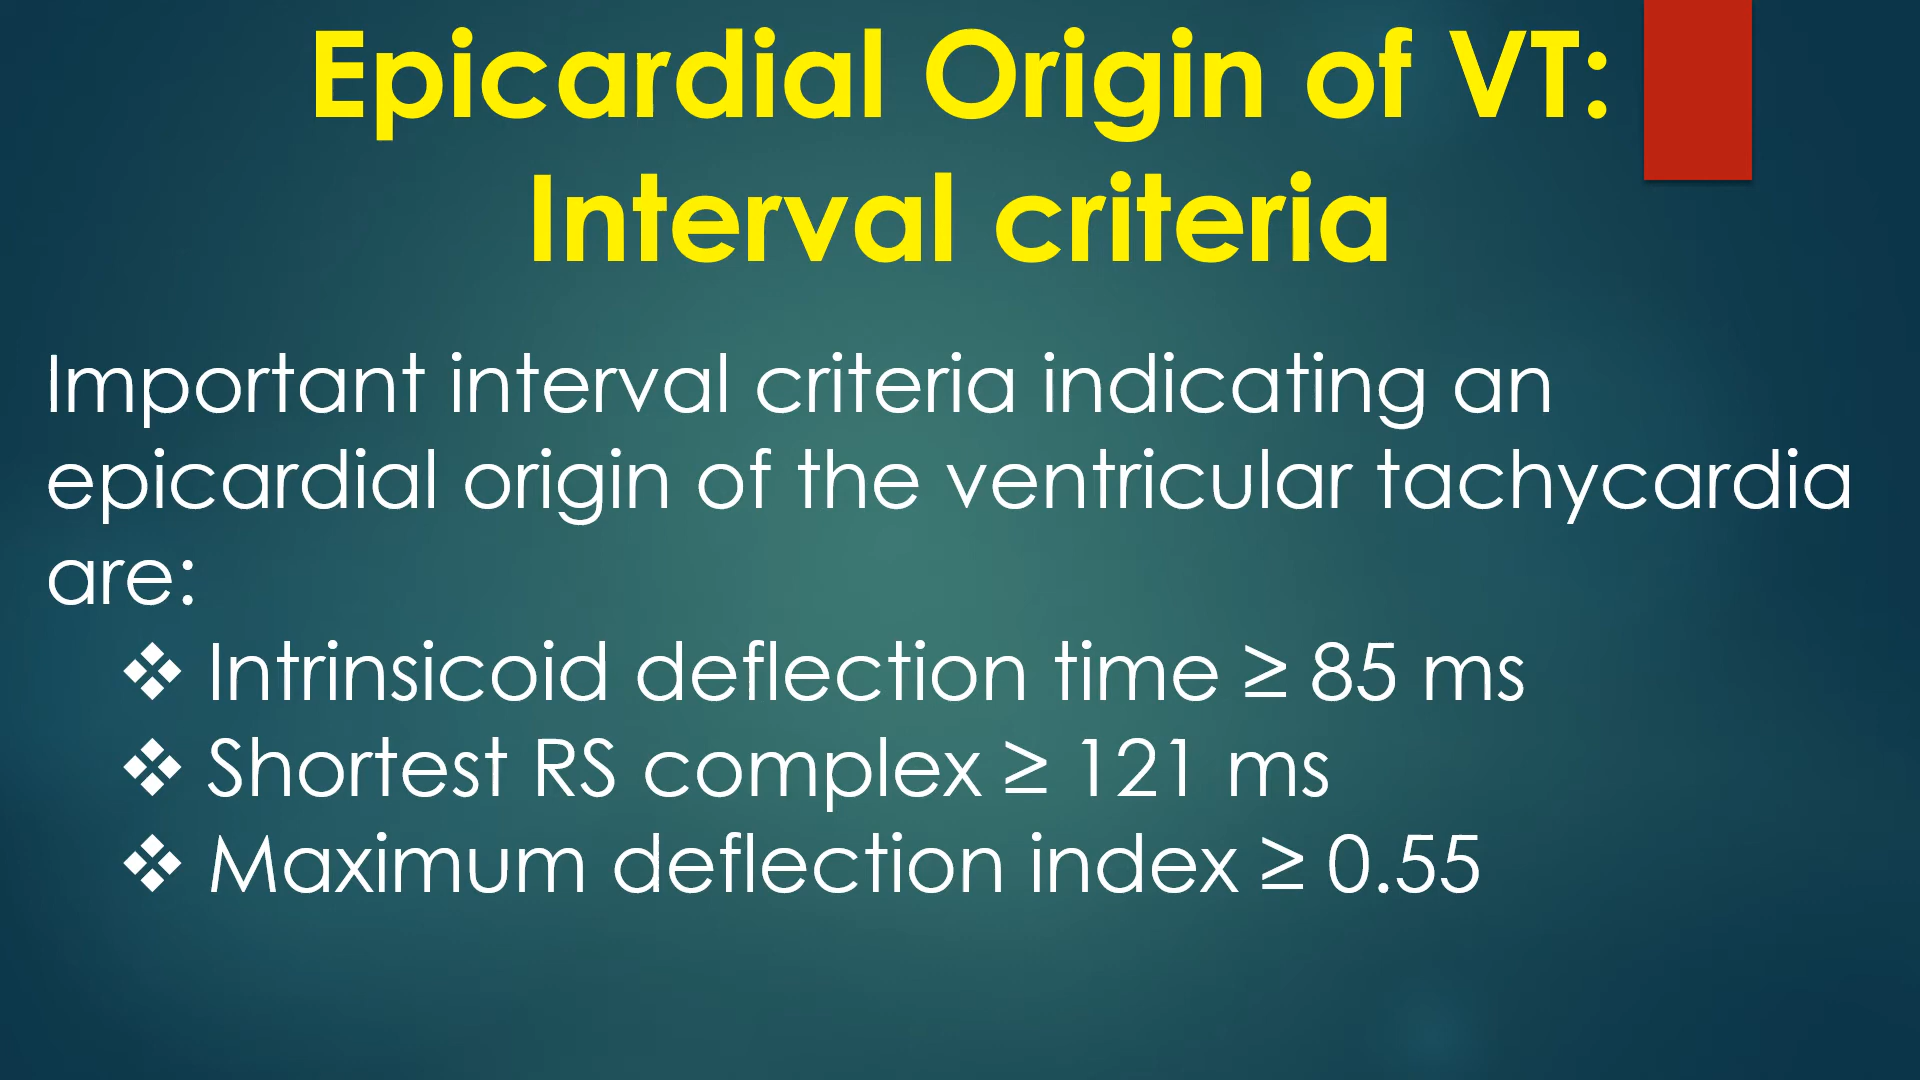 Epicardial Origin of VT:
Interval criteria
Important interval criteria indicating an
epicardial origin of the ventricular tachycardia
are:
❖ Intrinsicoid deflection time ≥ 85 ms
❖ Shortest RS complex ≥ 121 ms
❖ Maximum deflection index ≥ 0.55